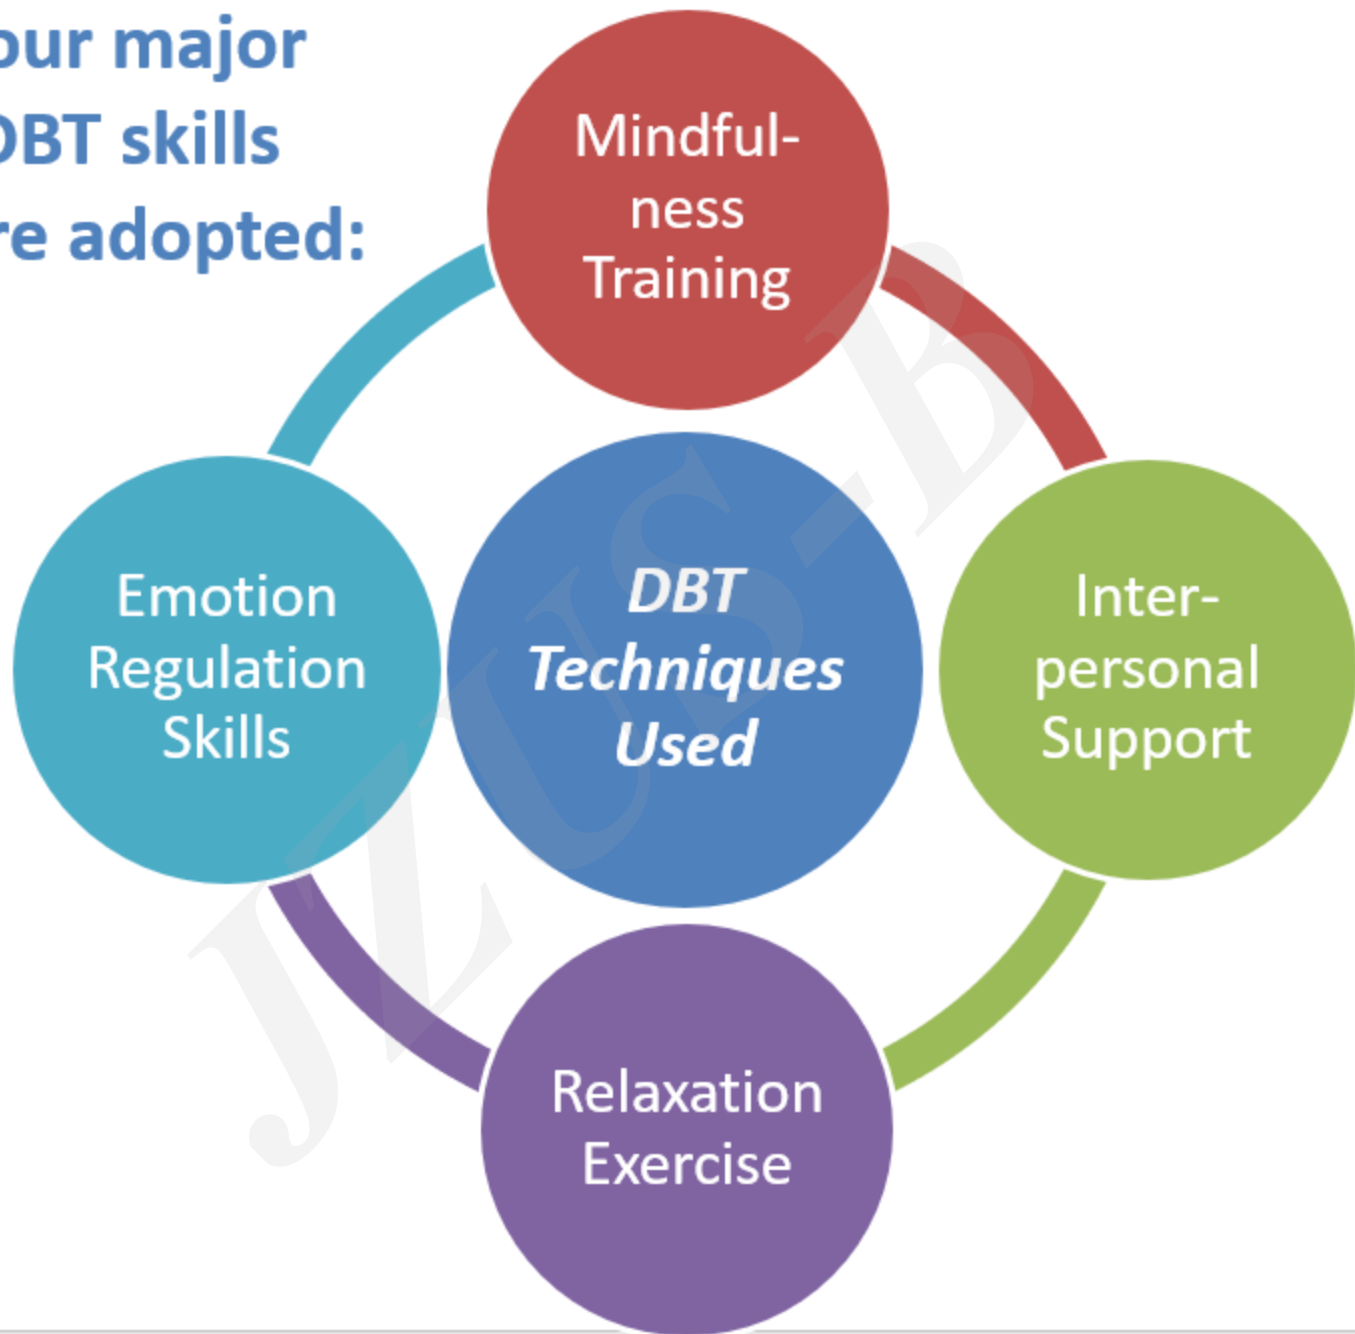 our major
DBT skills
re adopted:
Mindful-
ness
Training
Emotion
Regulation
Skills
DBT
Techniques
Used
Inter-
personal
Support
Relaxation
Exercise
JZUS-B